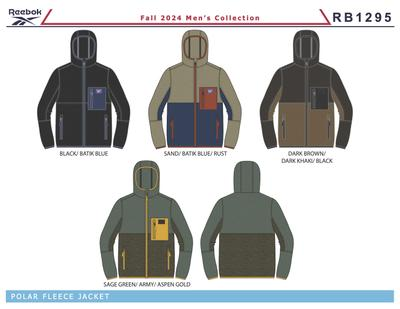 Reebok
Fall 2024 Men's Collection
RB1295
BLACK/ BATIK BLUE
SAND/ BATIK BLUE/ RUST
DARK BROWN/
DARK KHAKI/ BLACK
SAGE GREEN/ ARMY/ ASPEN GOLD
POLAR FLEECE JACKET